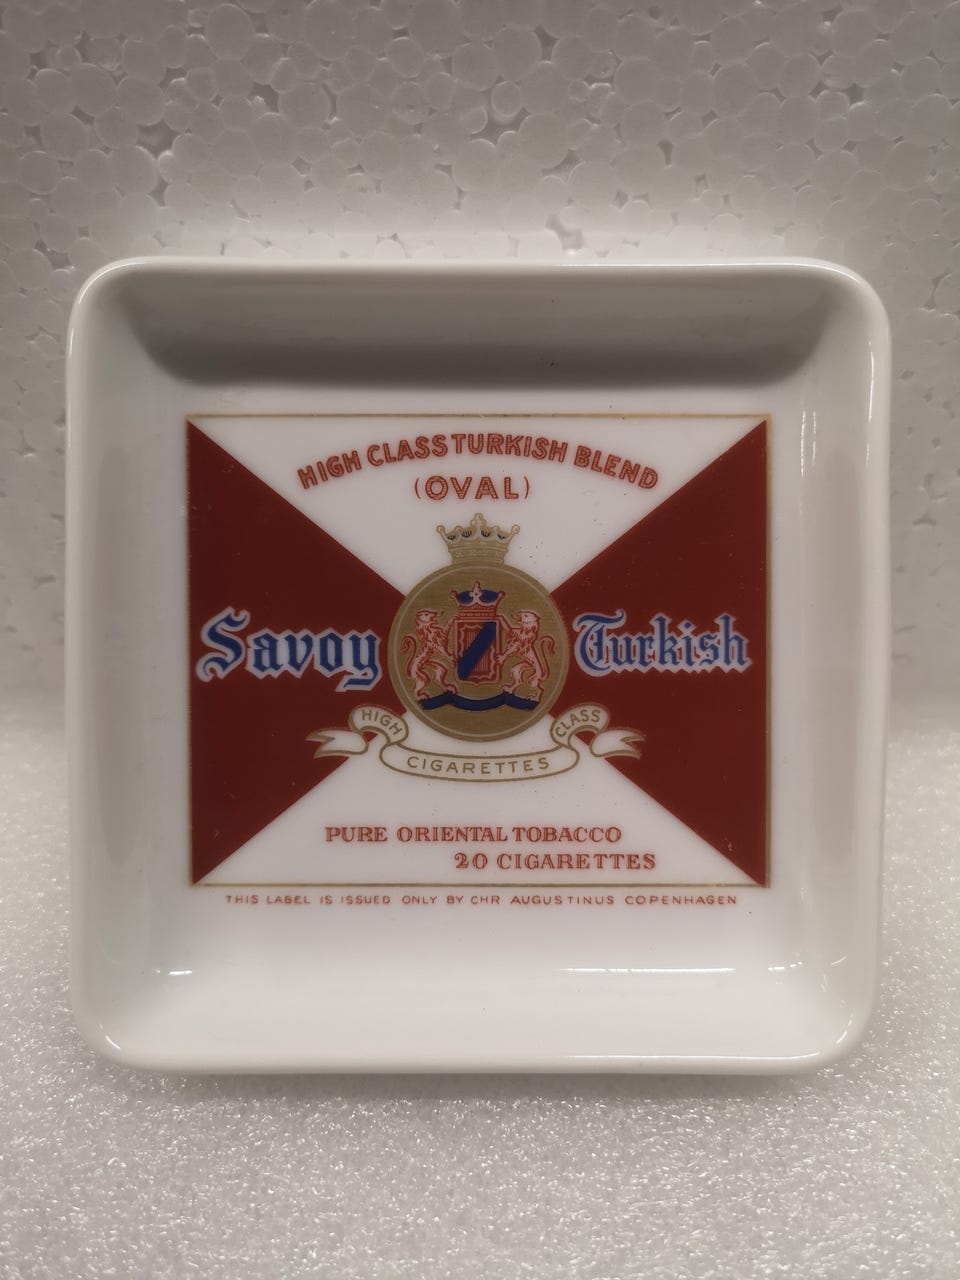 HIGH CLASS TURKISH BLEND
(OVAL)
Savoy Turkish
HIGH CLASS
CIGARETTES
PURE ORIENTAL TOBACCO
20 CIGARETTES
THIS LABEL IS ISSUED ONLY BY CHR AUGUSTINUS COPENHAGEN